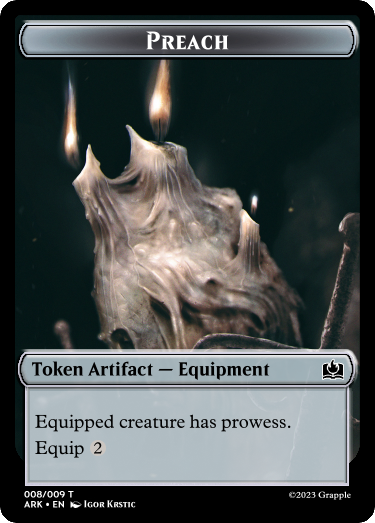 Preach
Token Artifact — Equipment
Equipped creature has prowess.
Equip 2
008/009 T
ARK • EN Igor Krstic
©2023 Grapple